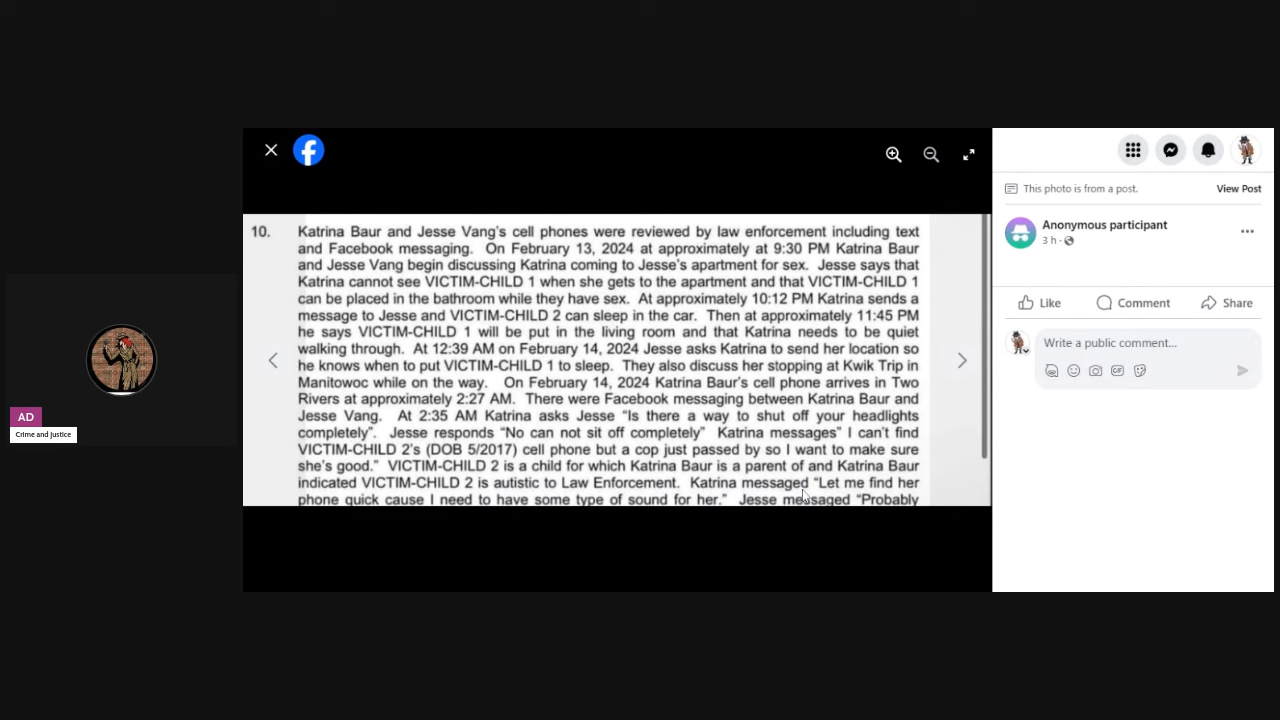 This photo is from a post.
View Post
Anonymous participant
3 h
Like
Comment
Share
Write a public comment...
GIF
10. Katrina Baur and Jesse Vang's cell phones were reviewed by law enforcement including text
and Facebook messaging. On February 13, 2024 at approximately at 9:30 PM Katrina Baur
and Jesse Vang begin discussing Katrina coming to Jesse's apartment for sex. Jesse says that
Katrina cannot see VICTIM-CHILD 1 when she gets to the apartment and that VICTIM-CHILD 1
can be placed in the bathroom while they have sex. At approximately 10:12 PM Katrina sends a
message to Jesse and VICTIM-CHILD 2 can sleep in the car. Then at approximately 11:45 PM
he says VICTIM-CHILD 1 will be put in the living room and that Katrina needs to be quiet
walking through. At 12:39 AM on February 14, 2024 Jesse asks Katrina to send her location so
he knows when to put VICTIM-CHILD 1 to sleep. They also discuss her stopping at Kwik Trip in
Manitowoc while on the way. On February 14, 2024 Katrina Baur's cell phone arrives in Two
Rivers at approximately 2:27 AM. There were Facebook messaging between Katrina Baur and
Jesse Vang. At 2:35 AM Katrina asks Jesse "Is there a way to shut off your headlights
completely". Jesse responds "No can not sit off completely" Katrina messages" I can't find
VICTIM-CHILD 2's (DOB 5/2017) cell phone but a cop just passed by so I want to make sure
she's good." VICTIM-CHILD 2 is a child for which Katrina Baur is a parent of and Katrina Baur
indicated VICTIM-CHILD 2 is autistic to Law Enforcement. Katrina messaged "Let me find her
phone quick cause I need to have some type of sound for her." Jesse messaged "Probably
AD
Crime and Justice